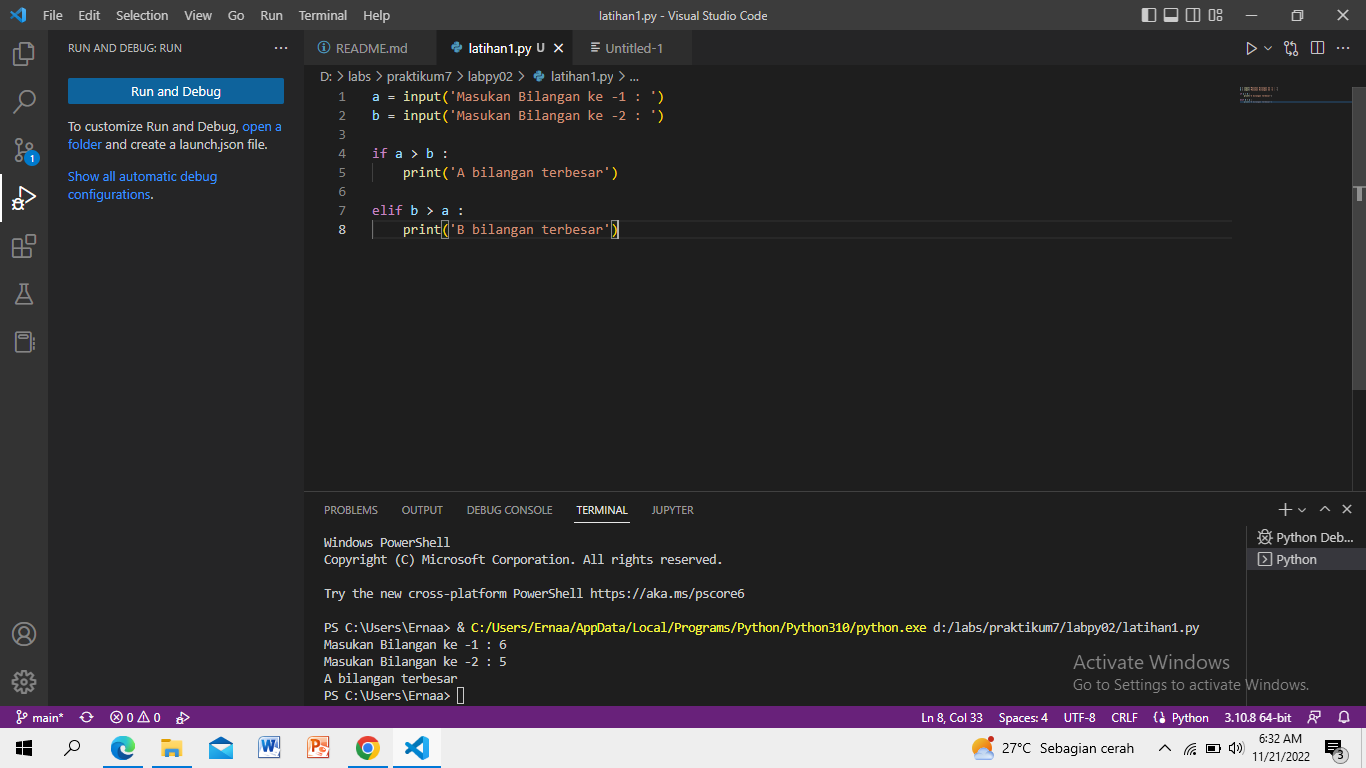 File Edit Selection View Go Run Terminal Help
latihan1.py - Visual Studio Code
RUN AND DEBUG: RUN
Run and Debug
To customize Run and Debug, open a
folder and create a launch.json file.
Show all automatic debug
configurations.
1
README.md
latihan1.py U
Untitled-1
D: > labs > praktikum7 > labpy02 > latihan1.py > ...
1 a = input('Masukan Bilangan ke -1 : ')
2 b = input('Masukan Bilangan ke -2 : ')
3
4 if a > b :
5     print('A bilangan terbesar')
6
7 elif b > a :
8     print('B bilangan terbesar')
PROBLEMS OUTPUT DEBUG CONSOLE TERMINAL JUPYTER
Windows PowerShell
Copyright (C) Microsoft Corporation. All rights reserved.
Try the new cross-platform PowerShell https://aka.ms/pscore6
PS C:\Users\Ernaa> & C:/Users/Ernaa/AppData/Local/Programs/Python/Python310/python.exe d:/labs/praktikum7/labpy02/latihan1.py
Masukan Bilangan ke -1 : 6
Masukan Bilangan ke -2 : 5
A bilangan terbesar
PS C:\Users\Ernaa>
Python Deb...
Python
Activate Windows
Go to Settings to activate Windows.
main* 0 0 Ln 8, Col 33 Spaces: 4 UTF-8 CRLF Python 3.10.8 64-bit
27°C Sebagian cerah
6:32 AM
11/21/2022
3